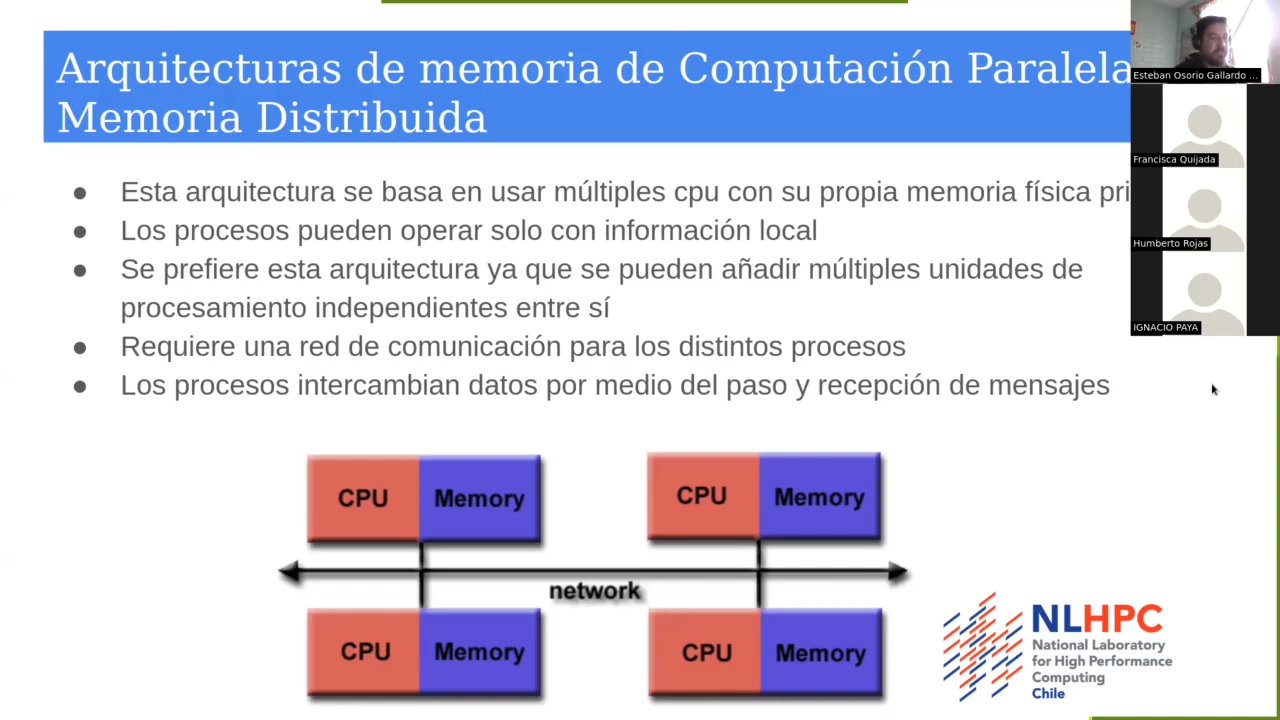 Arquitecturas de memoria de Computación Paralela
Memoria Distribuida
● Esta arquitectura se basa en usar múltiples cpu con su propia memoria física pri
● Los procesos pueden operar solo con información local
● Se prefiere esta arquitectura ya que se pueden añadir múltiples unidades de
procesamiento independientes entre sí
● Requiere una red de comunicación para los distintos procesos
● Los procesos intercambian datos por medio del paso y recepción de mensajes
CPU Memory
CPU Memory
network
CPU Memory
CPU Memory
NLHPC
National Laboratory
for High Performance
Computing
Chile
Esteban Osorio Gallardo ...
Francisca Quijada
Humberto Rojas
IGNACIO PAYA